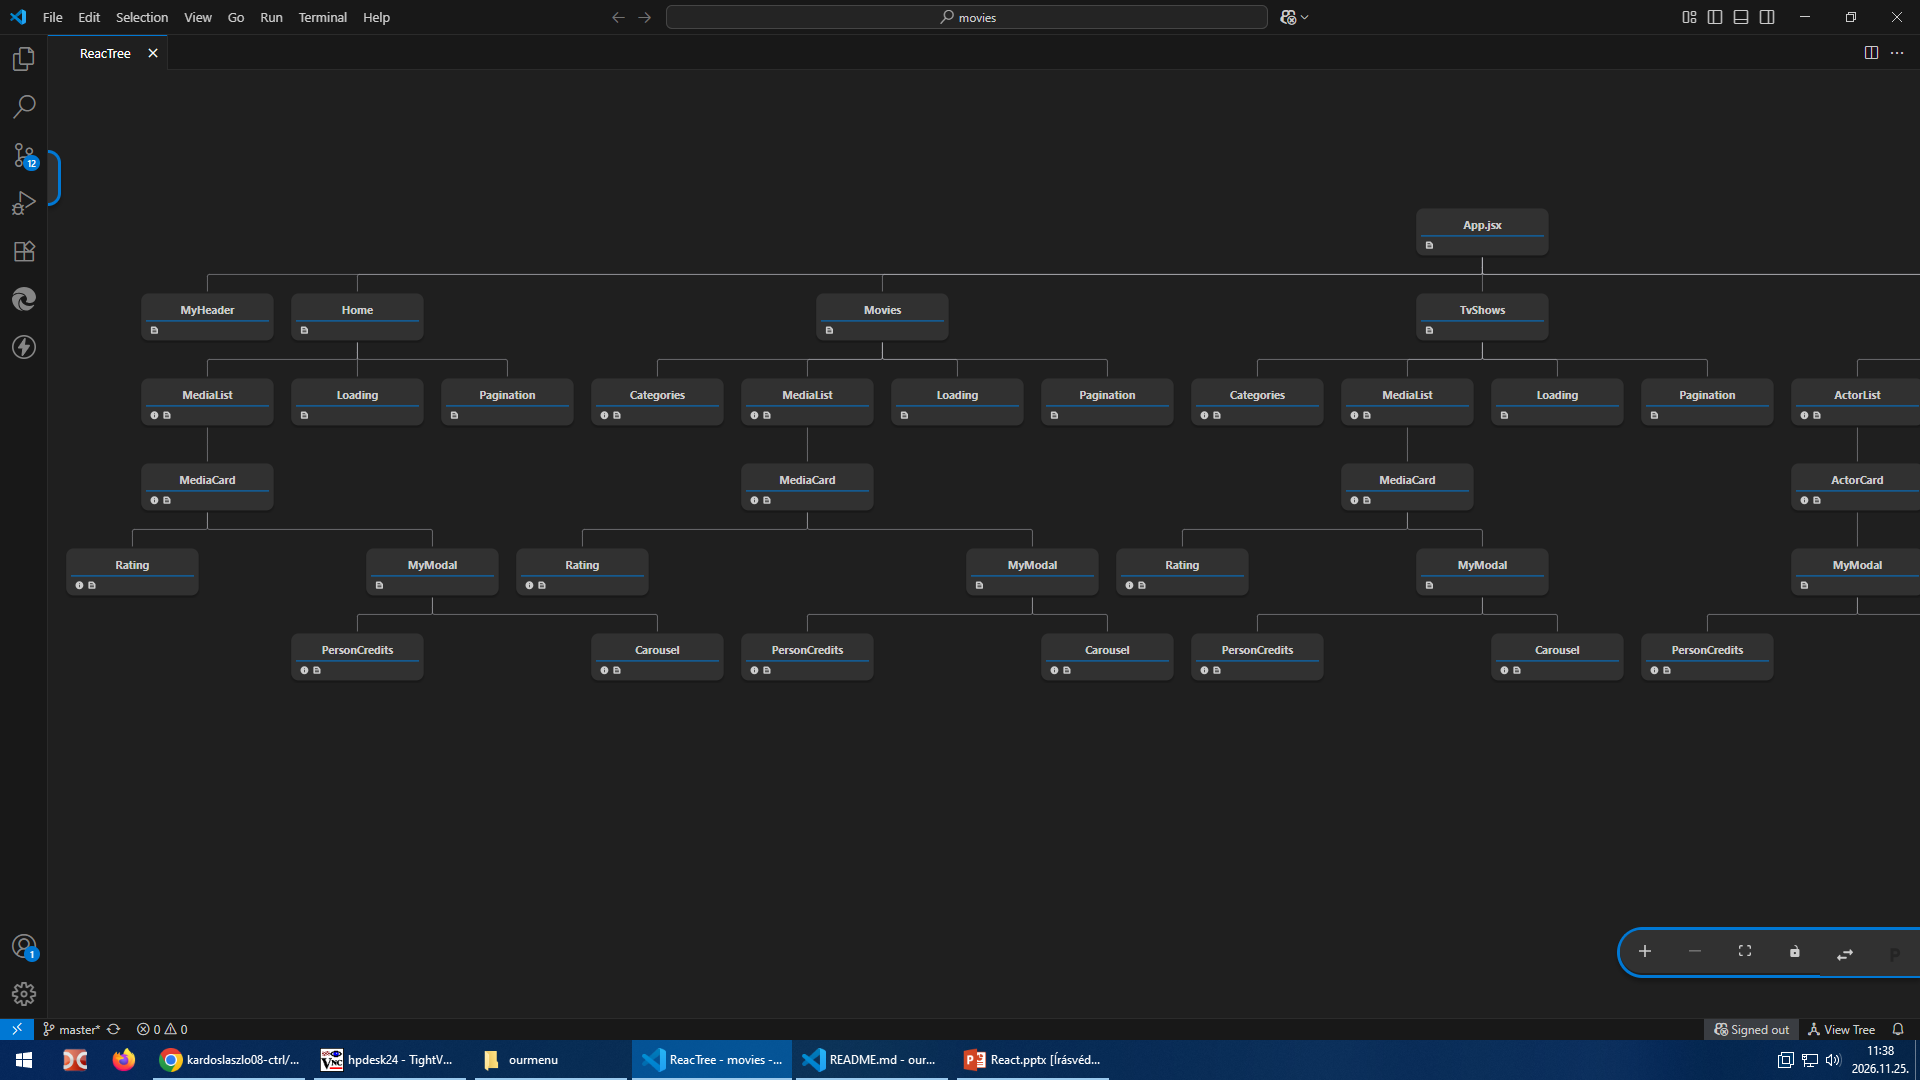 File Edit Selection View Go Run Terminal Help
movies
ReacTree
12
App.jsx
MyHeader Home Movies TvShows
MediaList Loading Pagination Categories MediaList Loading Pagination Categories MediaList Loading Pagination ActorList
MediaCard MediaCard MediaCard ActorCard
Rating MyModal Rating MyModal Rating MyModal MyModal
PersonCredits Carousel PersonCredits Carousel PersonCredits Carousel PersonCredits
P
1
master* 0 0 Signed out View Tree
kardoslaszlo08-ctrl/... hpdesk24 - TightV... ourmenu ReacTree - movies -... README.md - our... React.pptx [Írásvéd...
11:38
2026.11.25.